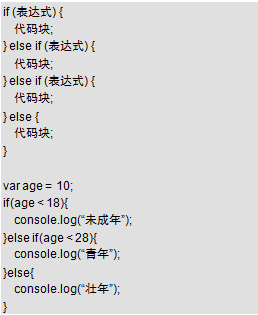 if (表达式) {
    代码块;
} else if (表达式) {
    代码块;
} else if (表达式) {
    代码块;
} else {
    代码块;
}

var age = 10;
if(age < 18){
    console.log(“未成年”);
}else if(age < 28){
    console.log(“青年”);
}else{
    console.log(“壮年”);
}